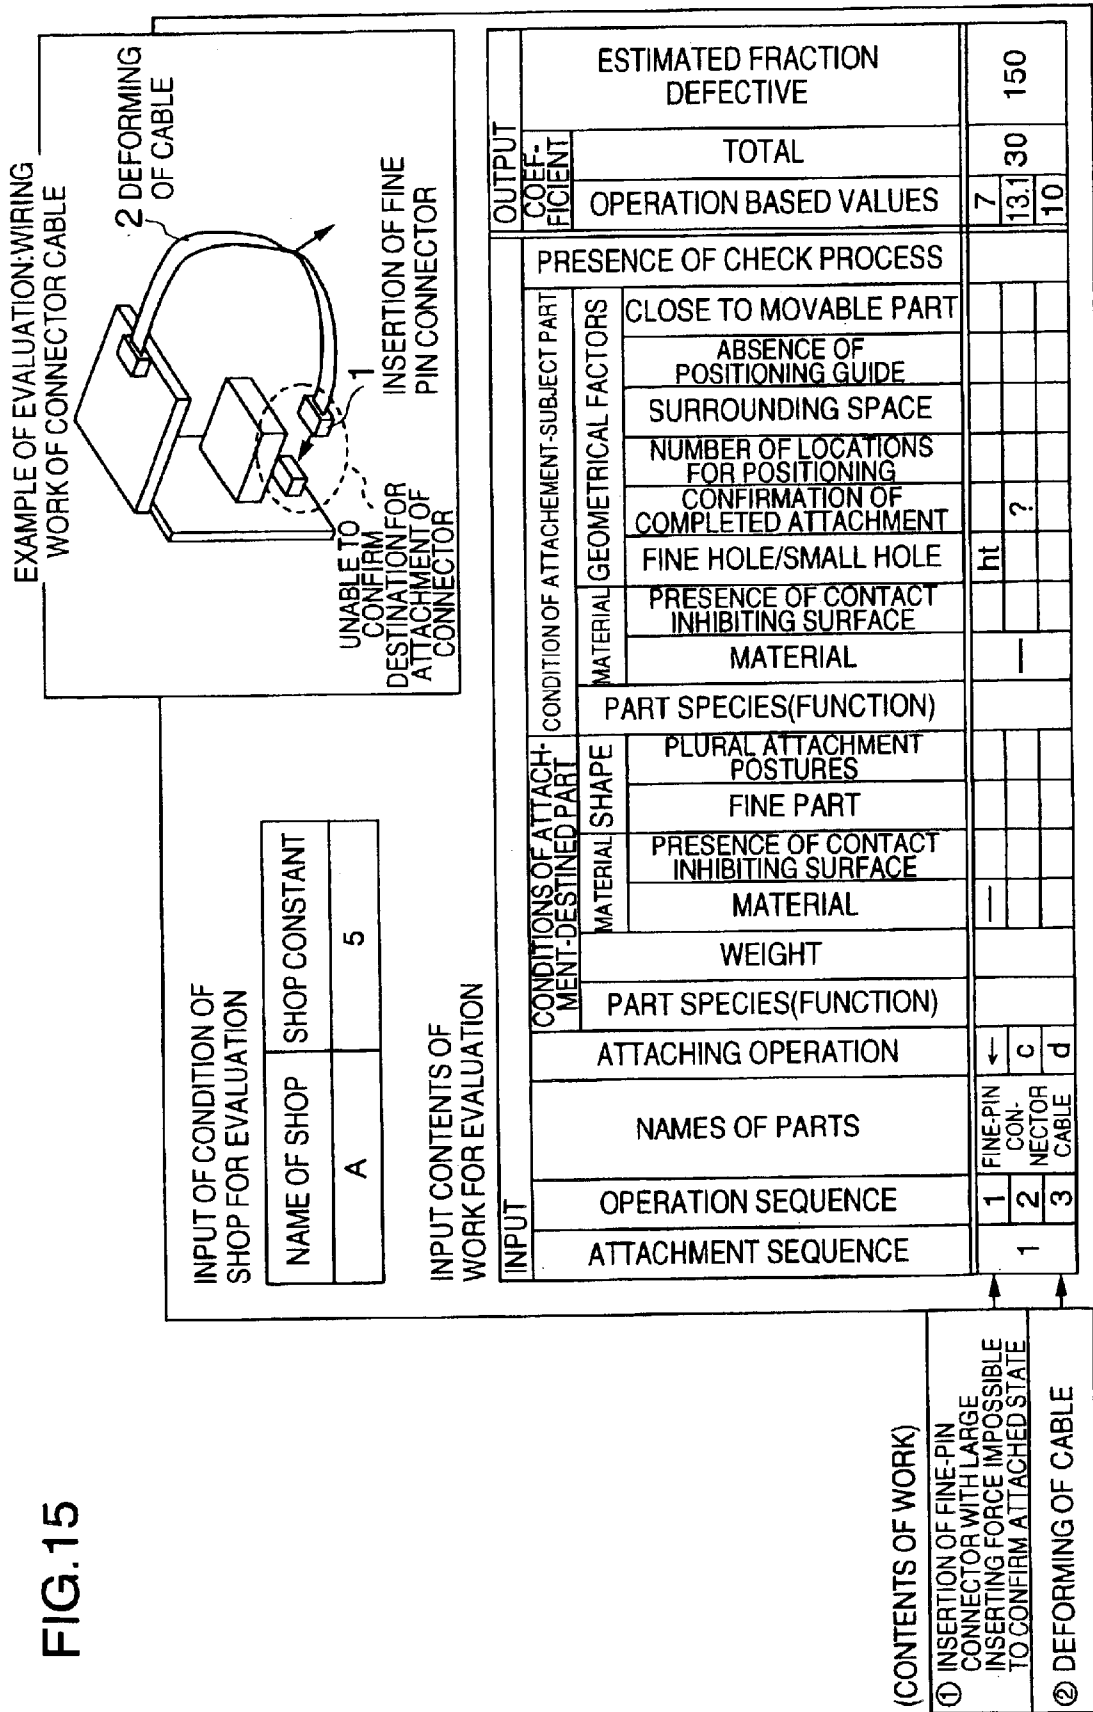 FIG.15
EXAMPLE OF EVALUATION:WIRING
WORK OF CONNECTOR CABLE
2 DEFORMING
OF CABLE
1
INSERTION OF FINE
PIN CONNECTOR
UNABLE TO
CONFIRM
DESTINATION FOR
ATTACHMENT OF
CONNECTOR
INPUT OF CONDITION OF
SHOP FOR EVALUATION
NAME OF SHOP
SHOP CONSTANT
A
5
INPUT CONTENTS OF
WORK FOR EVALUATION
INPUT
OUTPUT
ATTACHMENT SEQUENCE
OPERATION SEQUENCE
NAMES OF PARTS
ATTACHING OPERATION
CONDITIONS OF ATTACH-
MENT-DESTINED PART
PART SPECIES(FUNCTION)
WEIGHT
MATERIAL
MATERIAL
PRESENCE OF CONTACT
INHIBITING SURFACE
SHAPE
FINE PART
PLURAL ATTACHMENT
POSTURES
CONDITION OF ATTACHEMENT-SUBJECT PART
PART SPECIES(FUNCTION)
MATERIAL
MATERIAL
PRESENCE OF CONTACT
INHIBITING SURFACE
GEOMETRICAL FACTORS
FINE HOLE/SMALL HOLE
CONFIRMATION OF
COMPLETED ATTACHMENT
NUMBER OF LOCATIONS
FOR POSITIONING
SURROUNDING SPACE
ABSENCE OF
POSITIONING GUIDE
CLOSE TO MOVABLE PART
PRESENCE OF CHECK PROCESS
COEF-
FICIENT
OPERATION BASED VALUES
TOTAL
ESTIMATED FRACTION
DEFECTIVE
1
1
FINE-PIN
CON-
NECTOR
←
—
ht
7
2
c
—
?
13.1
30
150
3
CABLE
d
10
(CONTENTS OF WORK)
① INSERTION OF FINE-PIN
CONNECTOR WITH LARGE
INSERTING FORCE IMPOSSIBLE
TO CONFIRM ATTACHED STATE
② DEFORMING OF CABLE